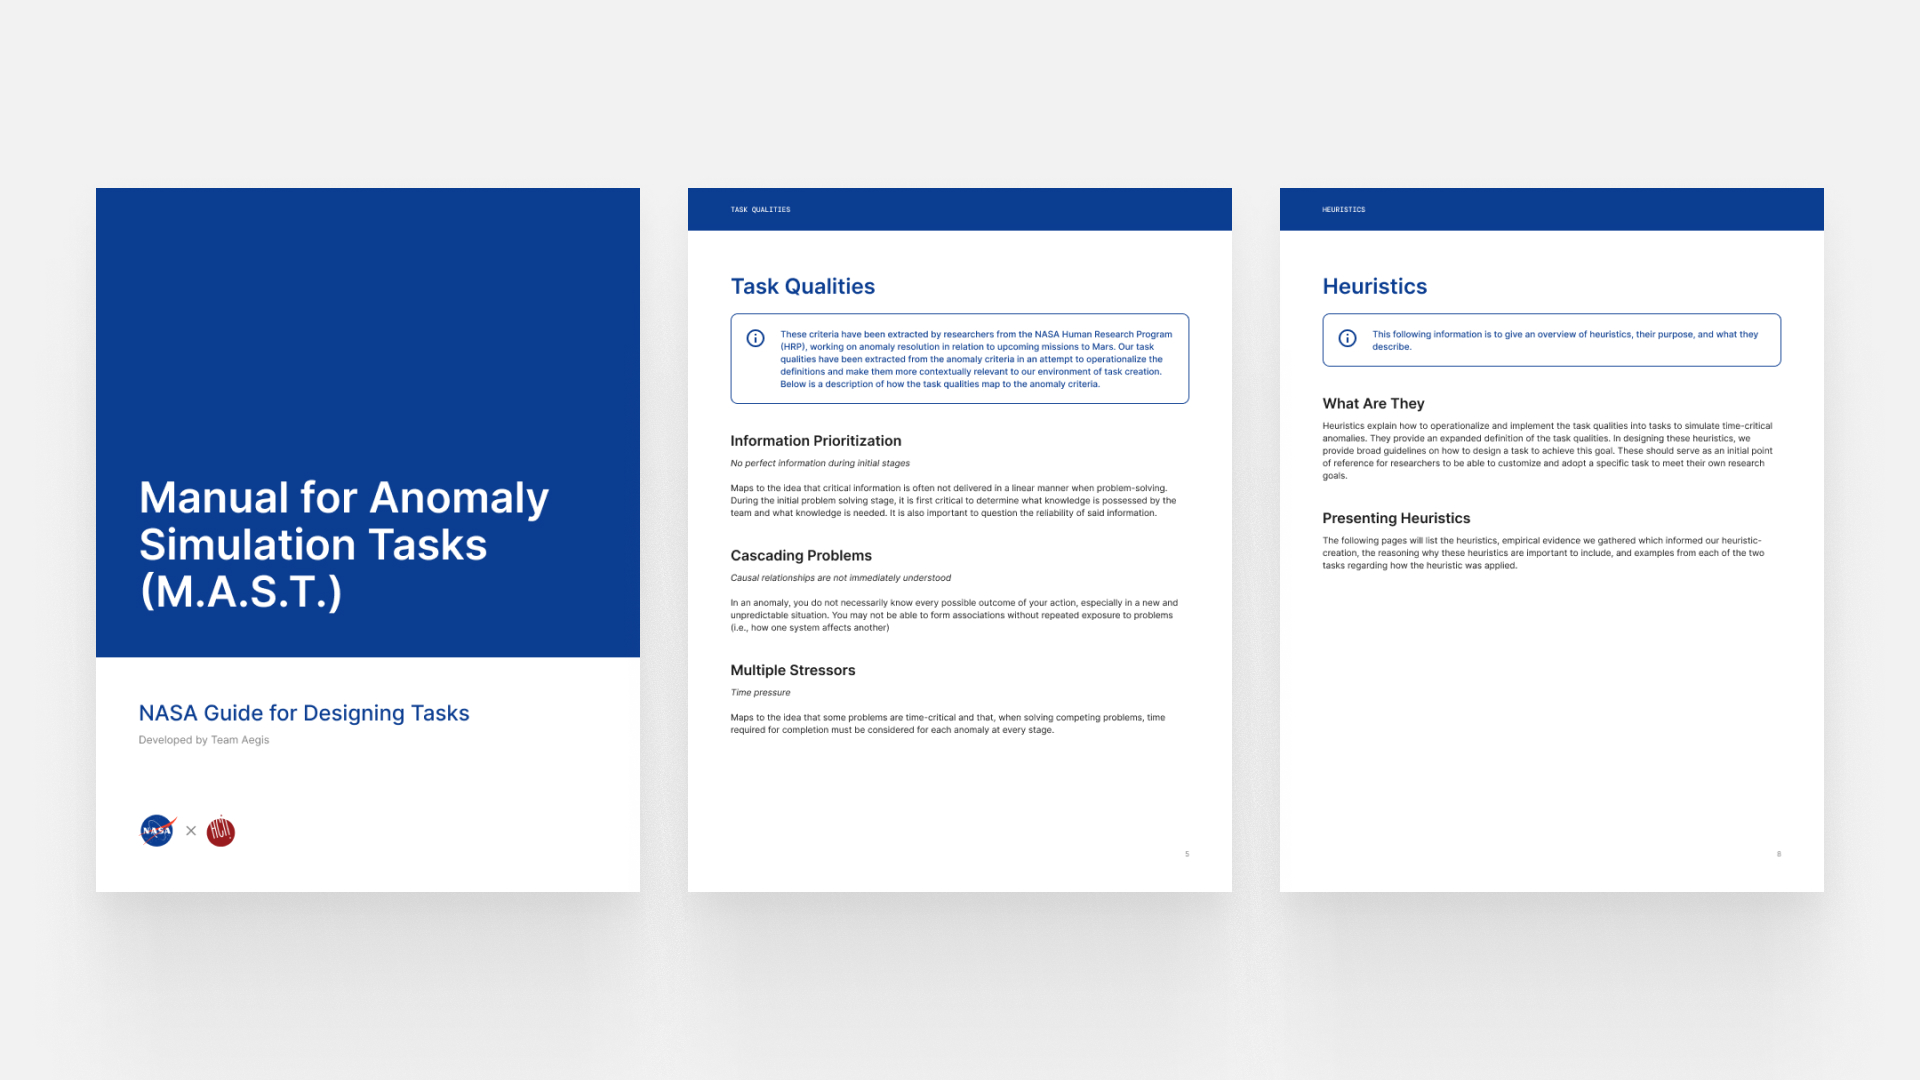 Manual for Anomaly
Simulation Tasks
(M.A.S.T.)
NASA Guide for Designing Tasks
Developed by Team Aegis
NASA
×
HCII
TASK QUALITIES
Task Qualities
These criteria have been extracted by researchers from the NASA Human Research Program
(HRP), working on anomaly resolution in relation to upcoming missions to Mars. Our task
qualities have been extracted from the anomaly criteria in an attempt to operationalize the
definitions and make them more contextually relevant to our environment of task creation.
Below is a description of how the task qualities map to the anomaly criteria.
Information Prioritization
No perfect information during initial stages
Maps to the idea that critical information is often not delivered in a linear manner when problem-solving.
During the initial problem solving stage, it is first critical to determine what knowledge is possessed by the
team and what knowledge is needed. It is also important to question the reliability of said information.
Cascading Problems
Causal relationships are not immediately understood
In an anomaly, you do not necessarily know every possible outcome of your action, especially in a new and
unpredictable situation. You may not be able to form associations without repeated exposure to problems
(i.e., how one system affects another)
Multiple Stressors
Time pressure
Maps to the idea that some problems are time-critical and that, when solving competing problems, time
required for completion must be considered for each anomaly at every stage.
5
HEURISTICS
Heuristics
This following information is to give an overview of heuristics, their purpose, and what they
describe.
What Are They
Heuristics explain how to operationalize and implement the task qualities into tasks to simulate time-critical
anomalies. They provide an expanded definition of the task qualities. In designing these heuristics, we
provide broad guidelines on how to design a task to achieve this goal. These should serve as an initial point
of reference for researchers to be able to customize and adopt a specific task to meet their own research
goals.
Presenting Heuristics
The following pages will list the heuristics, empirical evidence we gathered which informed our heuristic-
creation, the reasoning why these heuristics are important to include, and examples from each of the two
tasks regarding how the heuristic was applied.